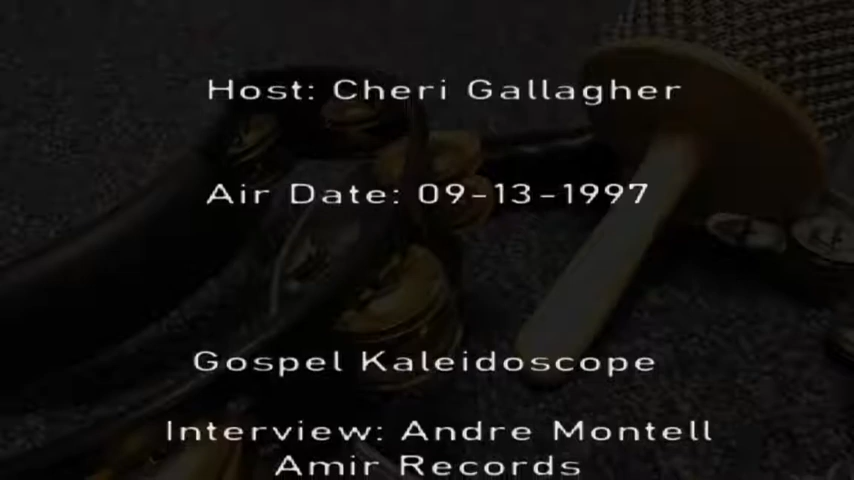 Host: Cheri Gallagher
Air Date: 09-13-1997
Gospel Kaleidoscope
Interview: Andre Montell
Amir Records